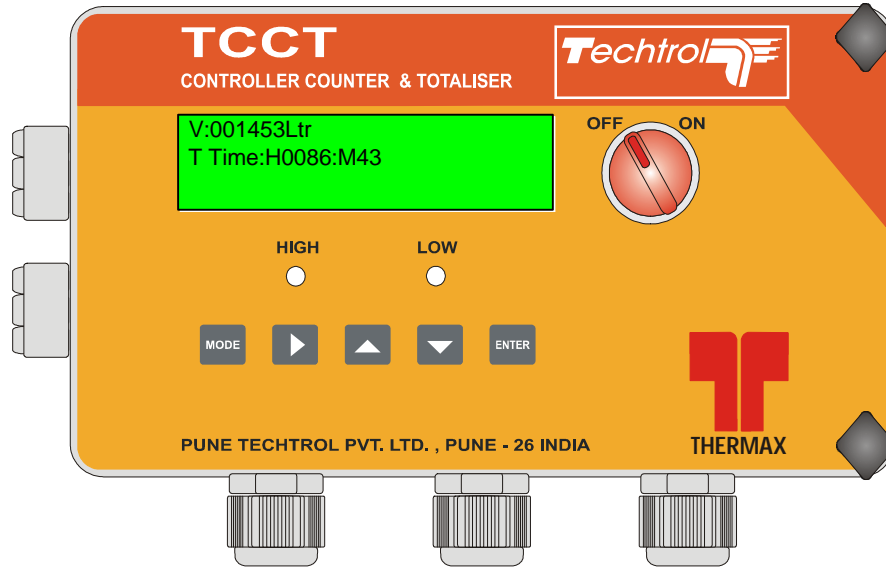 TCCT
CONTROLLER COUNTER & TOTALISER
Techtrol
V:001453Ltr
T Time:H0086:M43
OFF ON
HIGH LOW
MODE ENTER
PUNE TECHTROL PVT. LTD. , PUNE - 26 INDIA
THERMAX